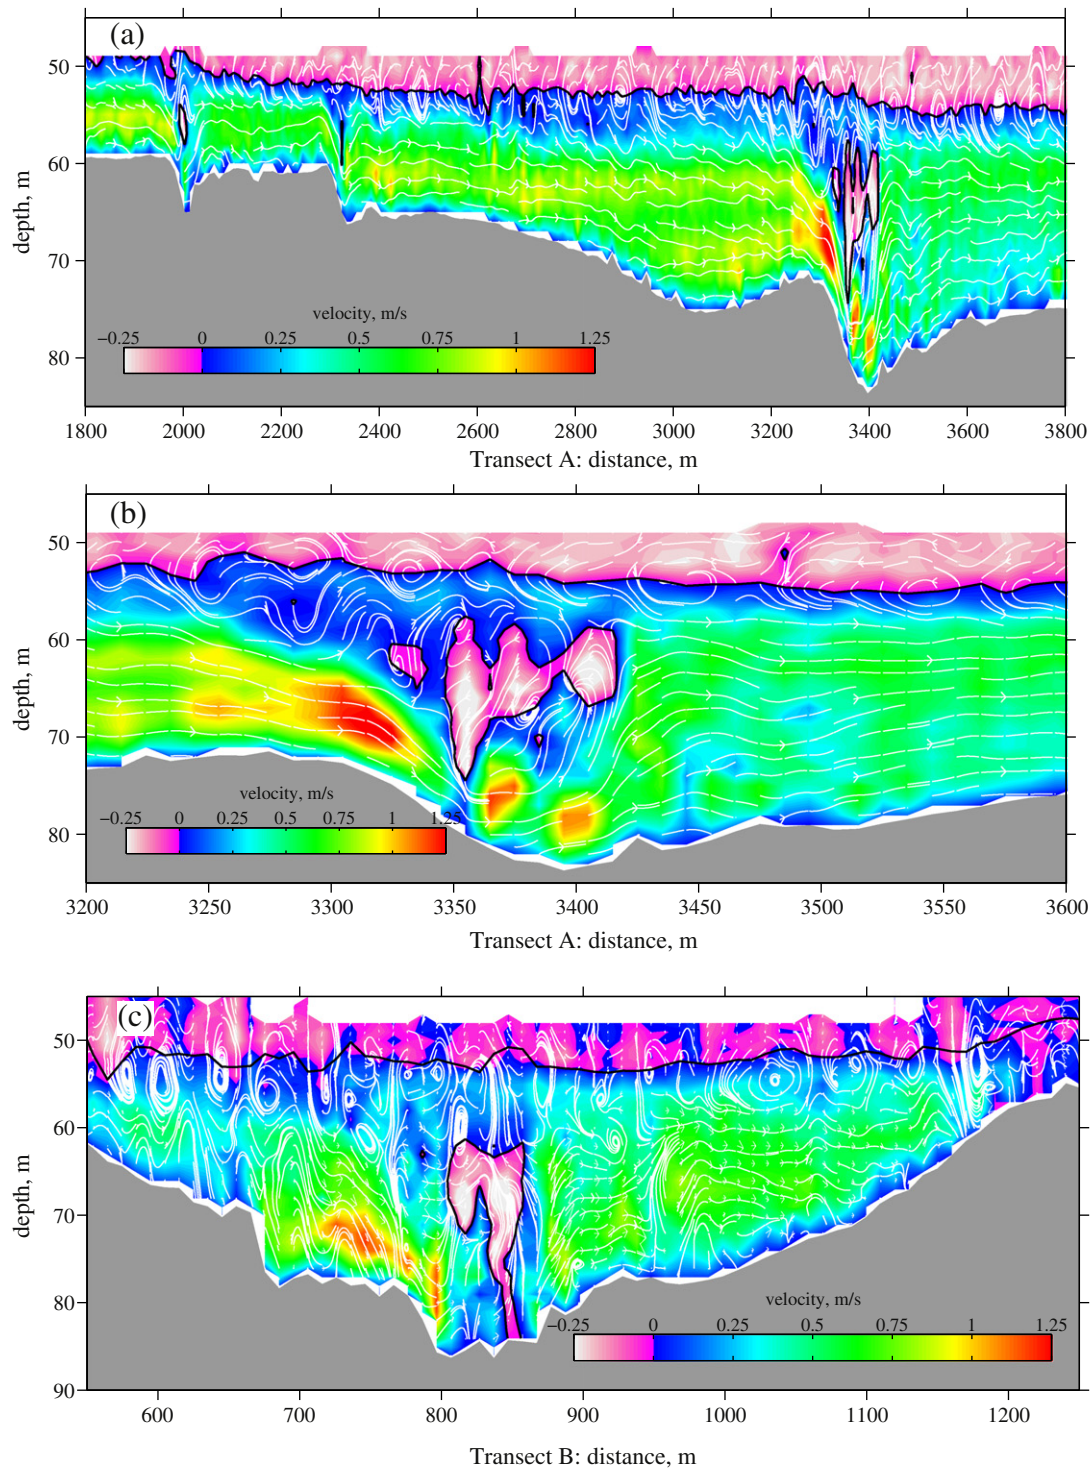 (a)
50
60
70
80
depth, m
velocity, m/s
−0.25 0 0.25 0.5 0.75 1 1.25
1800 2000 2200 2400 2600 2800 3000 3200 3400 3600 3800
Transect A: distance, m
(b)
50
60
70
80
depth, m
velocity, m/s
−0.25 0 0.25 0.5 0.75 1 1.25
3200 3250 3300 3350 3400 3450 3500 3550 3600
Transect A: distance, m
(c)
50
60
70
80
90
depth, m
velocity, m/s
−0.25 0 0.25 0.5 0.75 1 1.25
600 700 800 900 1000 1100 1200
Transect B: distance, m